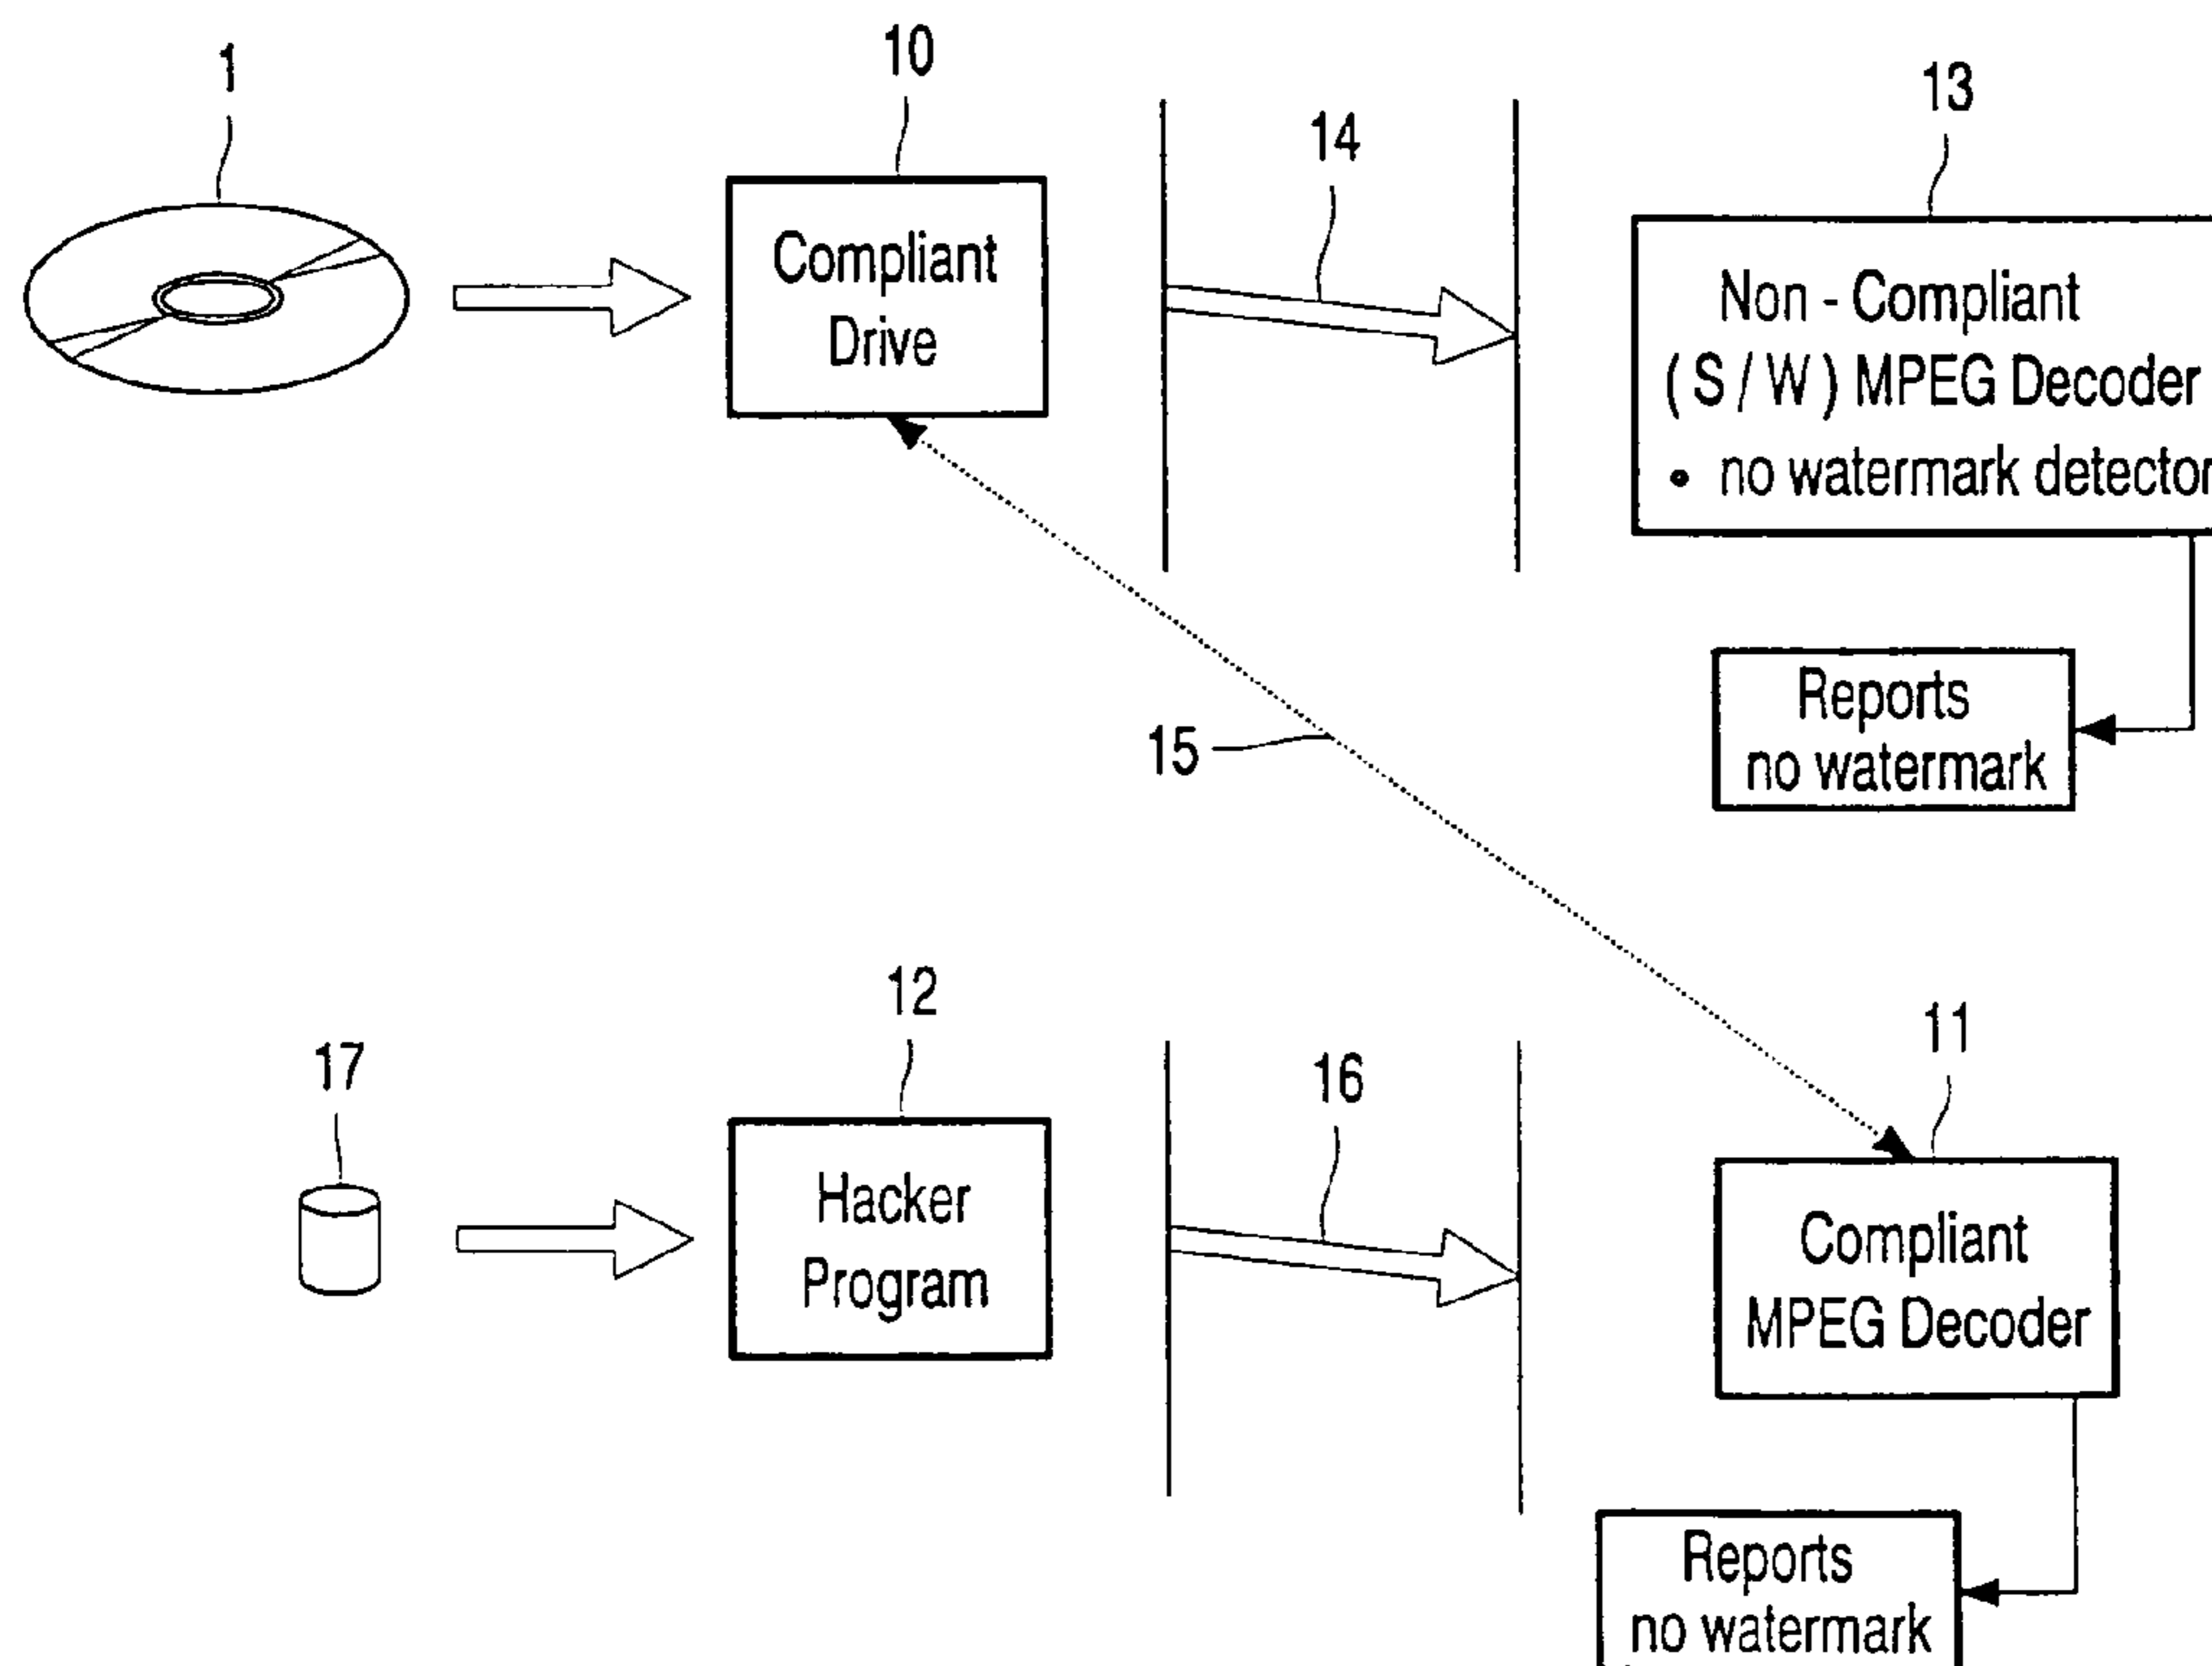 1
10
14
13
Compliant
Drive
Non - Compliant
( S / W ) MPEG Decoder
• no watermark detector
Reports
no watermark
15
17
12
16
11
Hacker
Program
Compliant
MPEG Decoder
Reports
no watermark